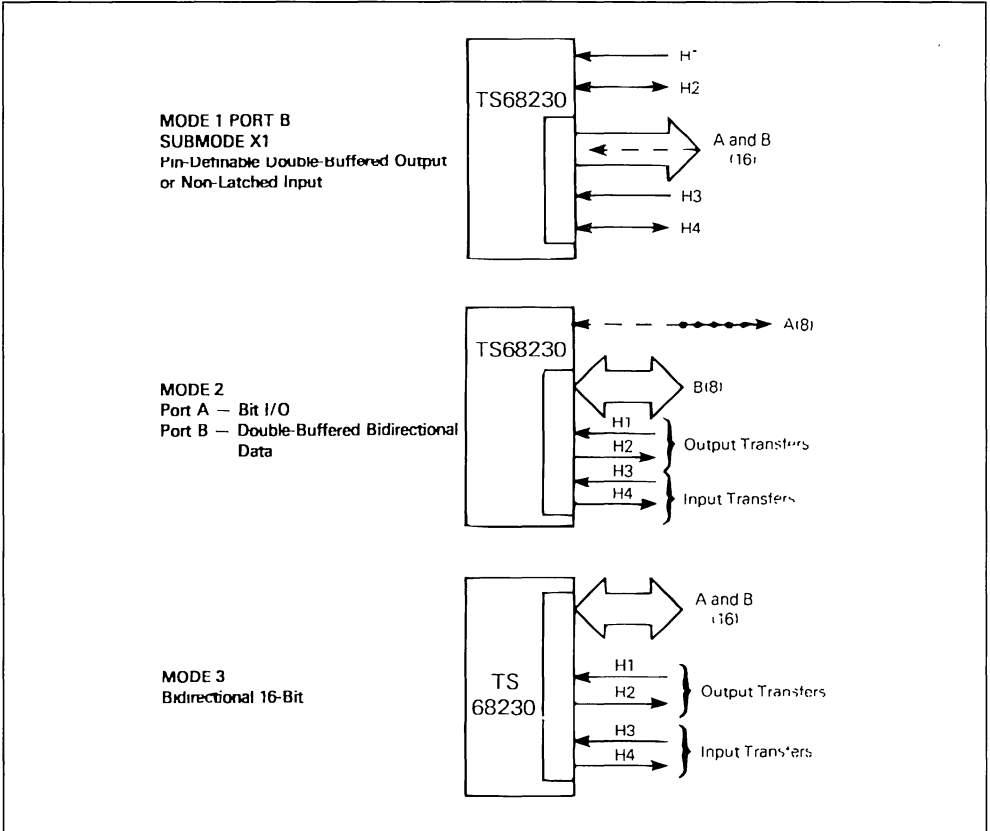 MODE 1 PORT B
SUBMODE X1
Pin-Definable Double-Buffered Output
or Non-Latched Input
TS68230
H2
A and B
(16)
H3
H4
MODE 2
Port A — Bit I/O
Port B — Double-Buffered Bidirectional
Data
TS68230
A(8)
B(8)
H1
H2
Output Transfers
H3
H4
Input Transfers
MODE 3
Bidirectional 16-Bit
TS
68230
A and B
(16)
H1
H2
Output Transfers
H3
H4
Input Transfers